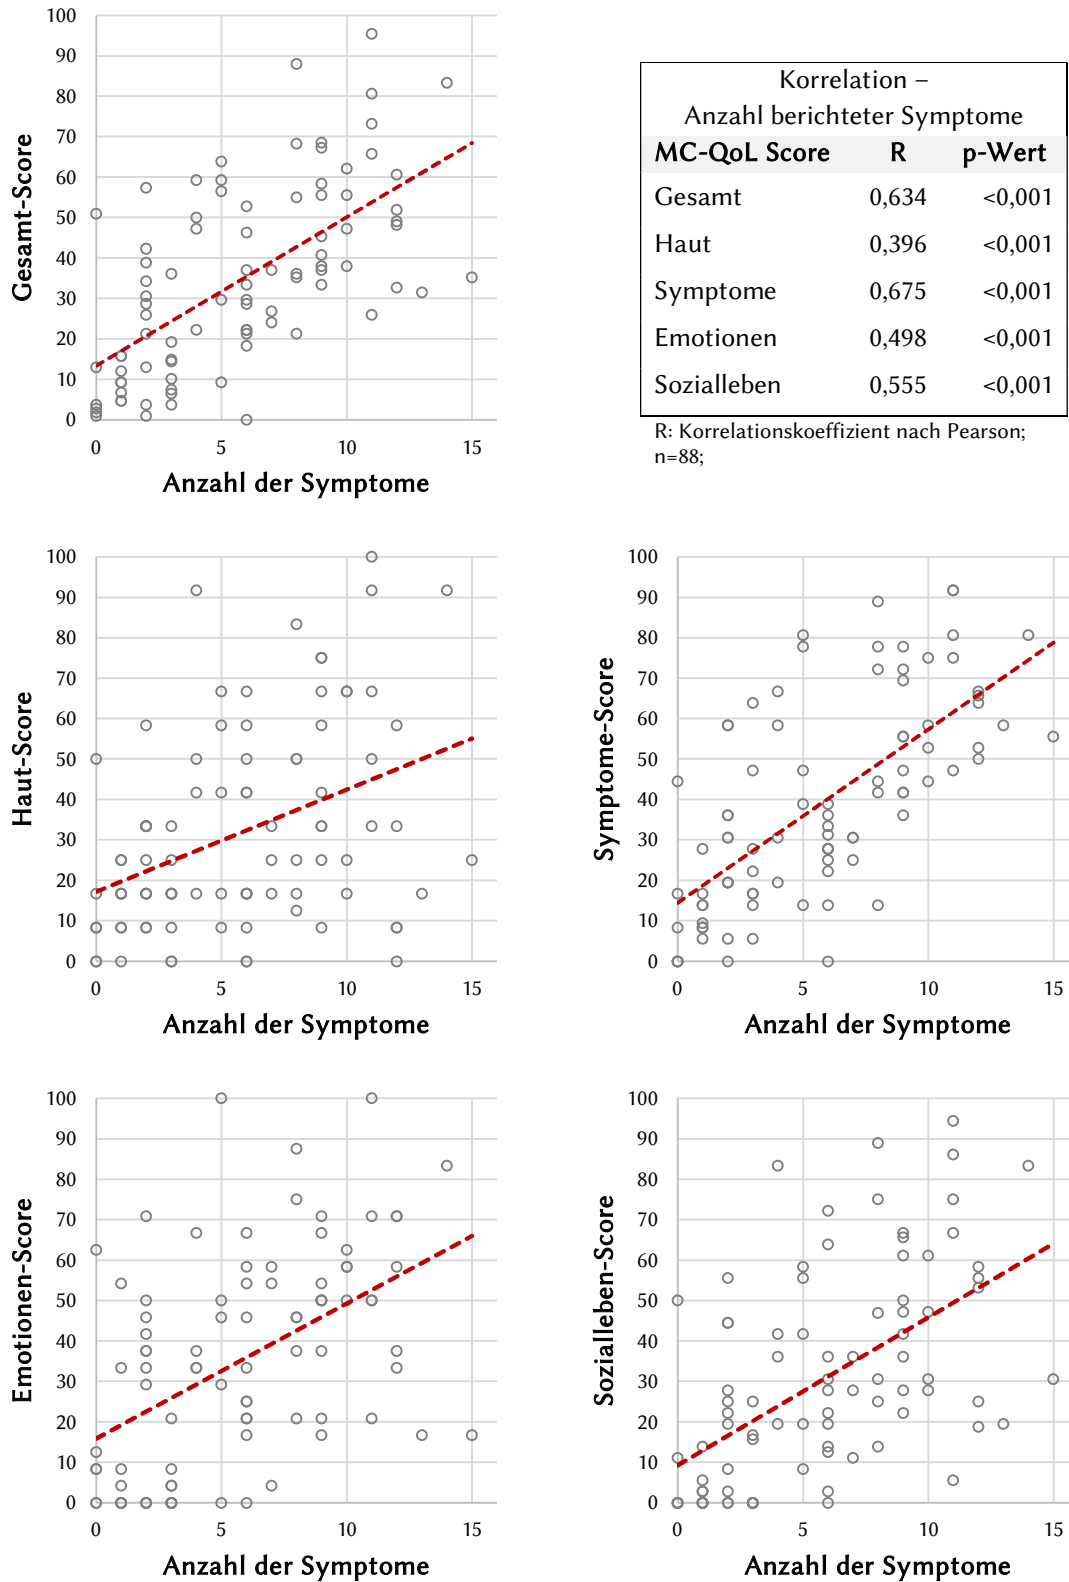 100
90
80
70
60
50
40
30
20
10
0
0 5 10 15
Gesamt-Score
Anzahl der Symptome
Korrelation –
Anzahl berichteter Symptome
MC-QoL Score R p-Wert
Gesamt 0,634 <0,001
Haut 0,396 <0,001
Symptome 0,675 <0,001
Emotionen 0,498 <0,001
Sozialleben 0,555 <0,001
R: Korrelationskoeffizient nach Pearson;
n=88;
100
90
80
70
60
50
40
30
20
10
0
0 5 10 15
Haut-Score
Anzahl der Symptome
100
90
80
70
60
50
40
30
20
10
0
0 5 10 15
Symptome-Score
Anzahl der Symptome
100
90
80
70
60
50
40
30
20
10
0
0 5 10 15
Emotionen-Score
Anzahl der Symptome
100
90
80
70
60
50
40
30
20
10
0
0 5 10 15
Sozialleben-Score
Anzahl der Symptome